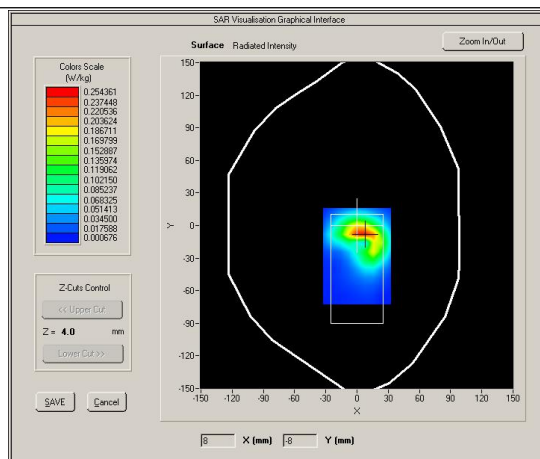 SAR Visualisation Graphical Interface
Surface Radiated Intensity
Zoom In/Out
Colors Scale
(W/kg)
0.254361
0.237448
0.220536
0.203624
0.186711
0.169799
0.152887
0.135974
0.119062
0.102150
0.085237
0.068325
0.051413
0.034500
0.017588
0.000676
Z-Cuts Control
<< Upper Cut
Z = 4.0 mm
Lower Cut >>
SAVE Cancel
150
120
90
60
30
0
-30
-60
-90
-120
-150
Y
-150 -120 -90 -60 -30 0 30 60 90 120 150
X
8 X (mm) -8 Y (mm)